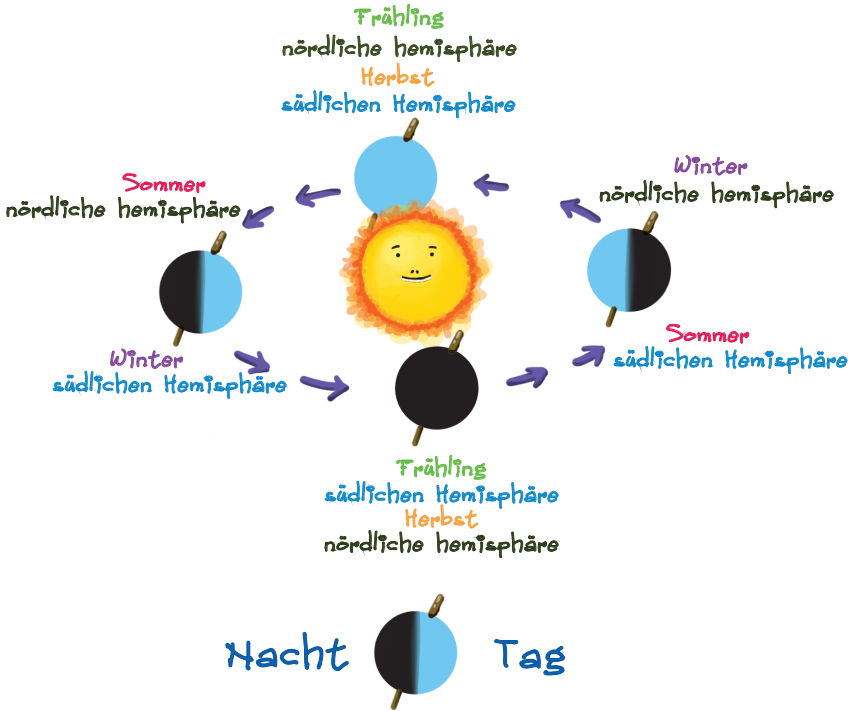 Frühling
nördliche hemisphäre
Herbst
südlichen Hemisphäre
Winter
nördliche hemisphäre
Sommer
nördliche hemisphäre
Sommer
südlichen Hemisphäre
Winter
südlichen Hemisphäre
Frühling
südlichen Hemisphäre
Herbst
nördliche hemisphäre
Nacht Tag